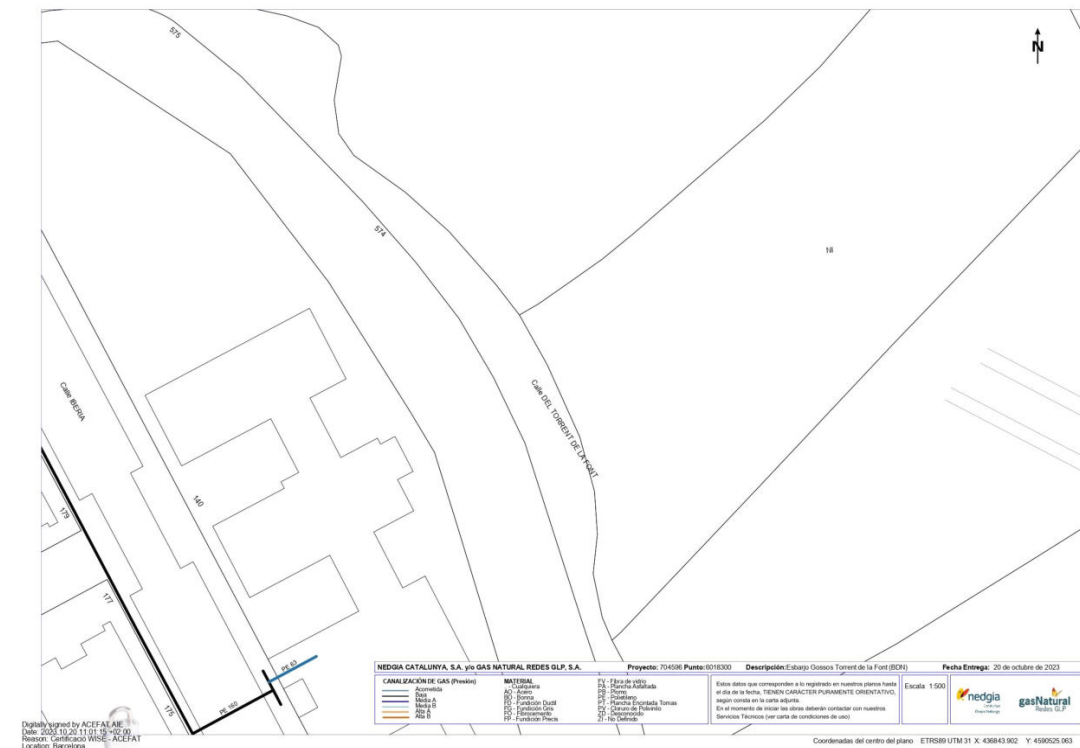 575
N
574
1li
Calle IBERIA
Calle DEL TORRENT DE LA FONT
140
179
177
PE 63
PE 160
175
NEDGIA CATALUNYA, S.A. y/o GAS NATURAL REDES GLP, S.A. Proyecto: 704596 Punto:6018300 Descripción:Esbarjo Gossos Torrent de la Font (BDN) Fecha Entrega: 20 de octubre de 2023
CANALIZACIÓN DE GAS (Presión)
Acometida
Baja
Media A
Media B
Alta A
Alta B
MATERIAL
- Cualquiera
AO - Acero
BO - Bonna
FD - Fundición Dúctil
FG - Fundición Gris
FO - Fibrocemento
FP - Fundición Precis
FV - Fibra de vidrio
PA - Plancha Asfaltada
PB - Plomo
PE - Polietileno
PT - Plancha Encintada Tomas
PV - Cloruro de Polivinilo
ZD - Desconocido
ZI - No Definido
Estos datos que corresponden a lo registrado en nuestros planos hasta
el día de la fecha, TIENEN CARÁCTER PURAMENTE ORIENTATIVO,
según consta en la carta adjunta.
En el momento de iniciar las obras deberán contactar con nuestros
Servicios Técnicos (ver carta de condiciones de uso)
Escala 1:500
nedgia
Grupo Naturgy
gasNatural
Redes GLP
Digitally signed by ACEFAT,AIE
Date: 2023.10.20 11:01:15 +02:00
Reason: Certificació WISE - ACEFAT
Location: Barcelona
Coordenadas del centro del plano ETRS89 UTM 31 X: 436843.902 Y: 4590525.063